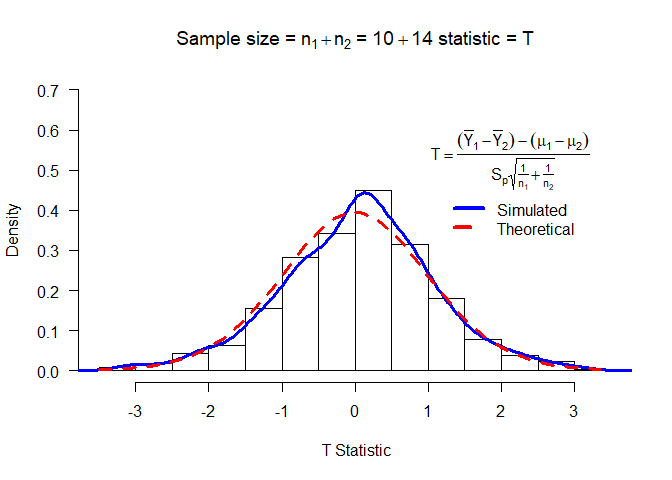 Sample size = n₁ + n₂ = 10 + 14 statistic = T
0.7
0.6
0.5
0.4
0.3
0.2
0.1
0.0
Density
T = (Y̅₁ − Y̅₂) − (μ₁ − μ₂) / Sₚ√(1/n₁ + 1/n₂)
Simulated
Theoretical
-3 -2 -1 0 1 2 3
T Statistic